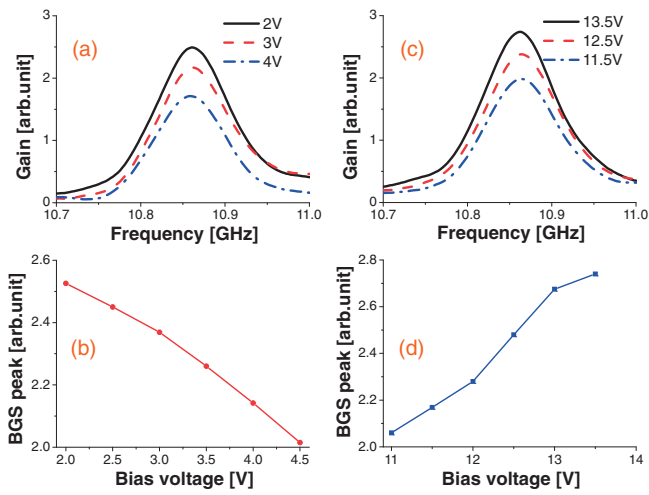 (a)
2V
3V
4V
Gain [arb.unit]
3
2
1
0
10.7 10.8 10.9 11.0
Frequency [GHz]
(c)
13.5V
12.5V
11.5V
Gain [arb.unit]
3
2
1
0
10.7 10.8 10.9 11.0
Frequency [GHz]
(b)
BGS peak [arb.unit]
2.6
2.4
2.2
2.0
2.0 2.5 3.0 3.5 4.0 4.5
Bias voltage [V]
(d)
BGS peak [arb.unit]
2.8
2.6
2.4
2.2
2.0
11 12 13 14
Bias voltage [V]